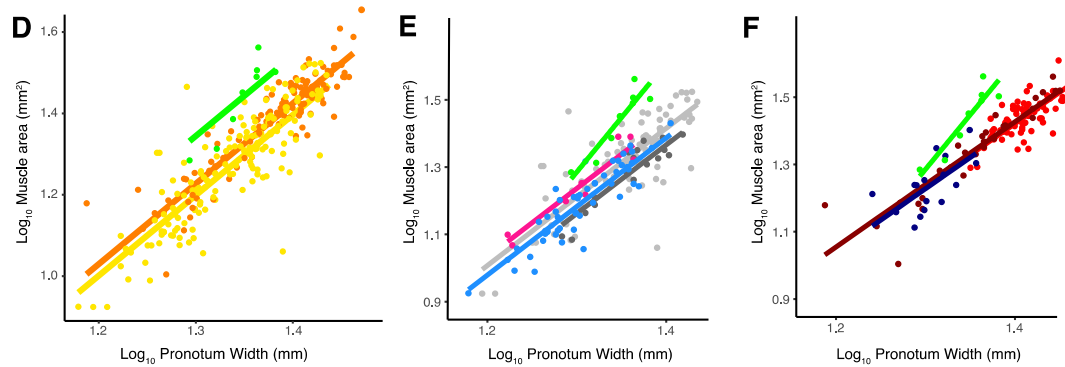 D
Log10 Muscle area (mm2)
1.6
1.4
1.2
1.0
1.2 1.3 1.4
Log10 Pronotum Width (mm)
E
Log10 Muscle area (mm2)
1.5
1.3
1.1
0.9
1.2 1.4
Log10 Pronotum Width (mm)
F
Log10 Muscle area (mm2)
1.5
1.3
1.1
0.9
1.2 1.4
Log10 Pronotum Width (mm)